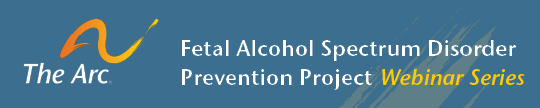 The Arc.
Fetal Alcohol Spectrum Disorder
Prevention Project Webinar Series